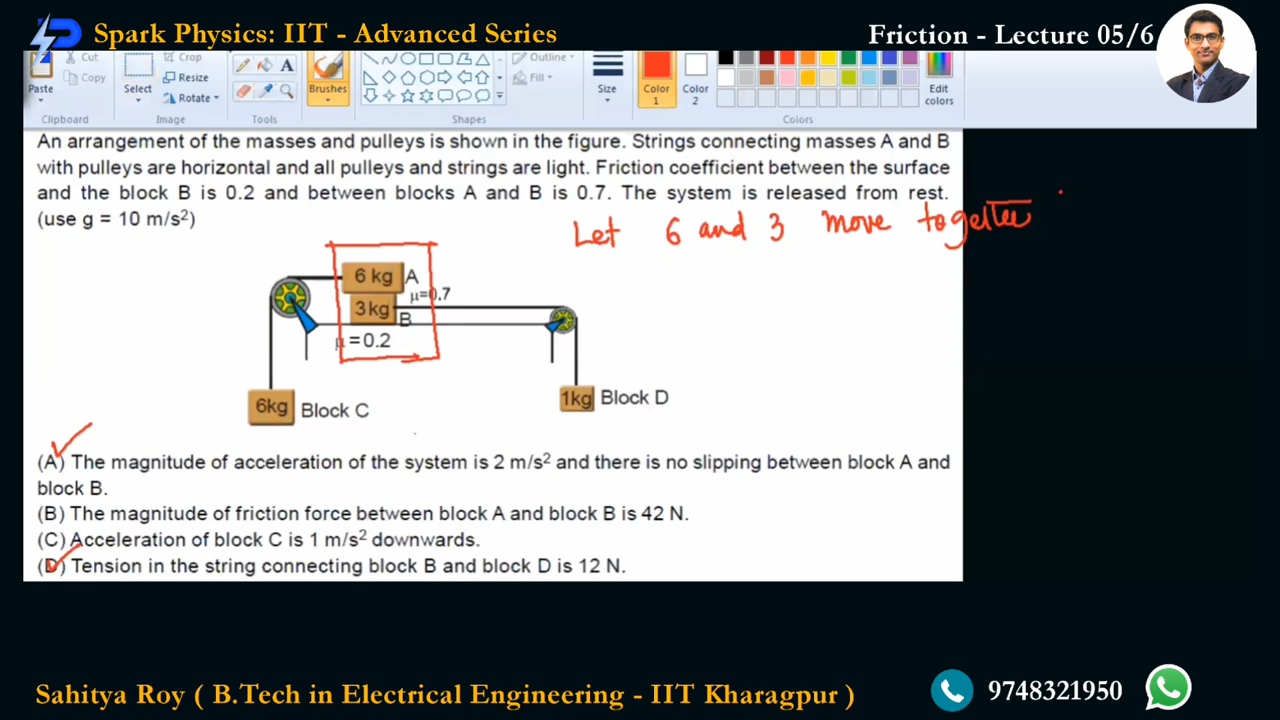 Spark Physics: IIT - Advanced Series
Friction - Lecture 05/6
Cut
Crop
Outline
Copy
Resize
Fill
Paste
Select
Rotate
A
Brushes
Size
Color
1
Color
2
Edit
colors
Clipboard
Image
Tools
Shapes
Colors
An arrangement of the masses and pulleys is shown in the figure. Strings connecting masses A and B
with pulleys are horizontal and all pulleys and strings are light. Friction coefficient between the surface
and the block B is 0.2 and between blocks A and B is 0.7. The system is released from rest.
(use g = 10 m/s²)
Let 6 and 3 move together
6 kg A
μ=0.7
3kg
B
μ = 0.2
6kg Block C
1kg Block D
(A) The magnitude of acceleration of the system is 2 m/s² and there is no slipping between block A and
block B.
(B) The magnitude of friction force between block A and block B is 42 N.
(C) Acceleration of block C is 1 m/s² downwards.
(D) Tension in the string connecting block B and block D is 12 N.
Sahitya Roy ( B.Tech in Electrical Engineering - IIT Kharagpur )
9748321950